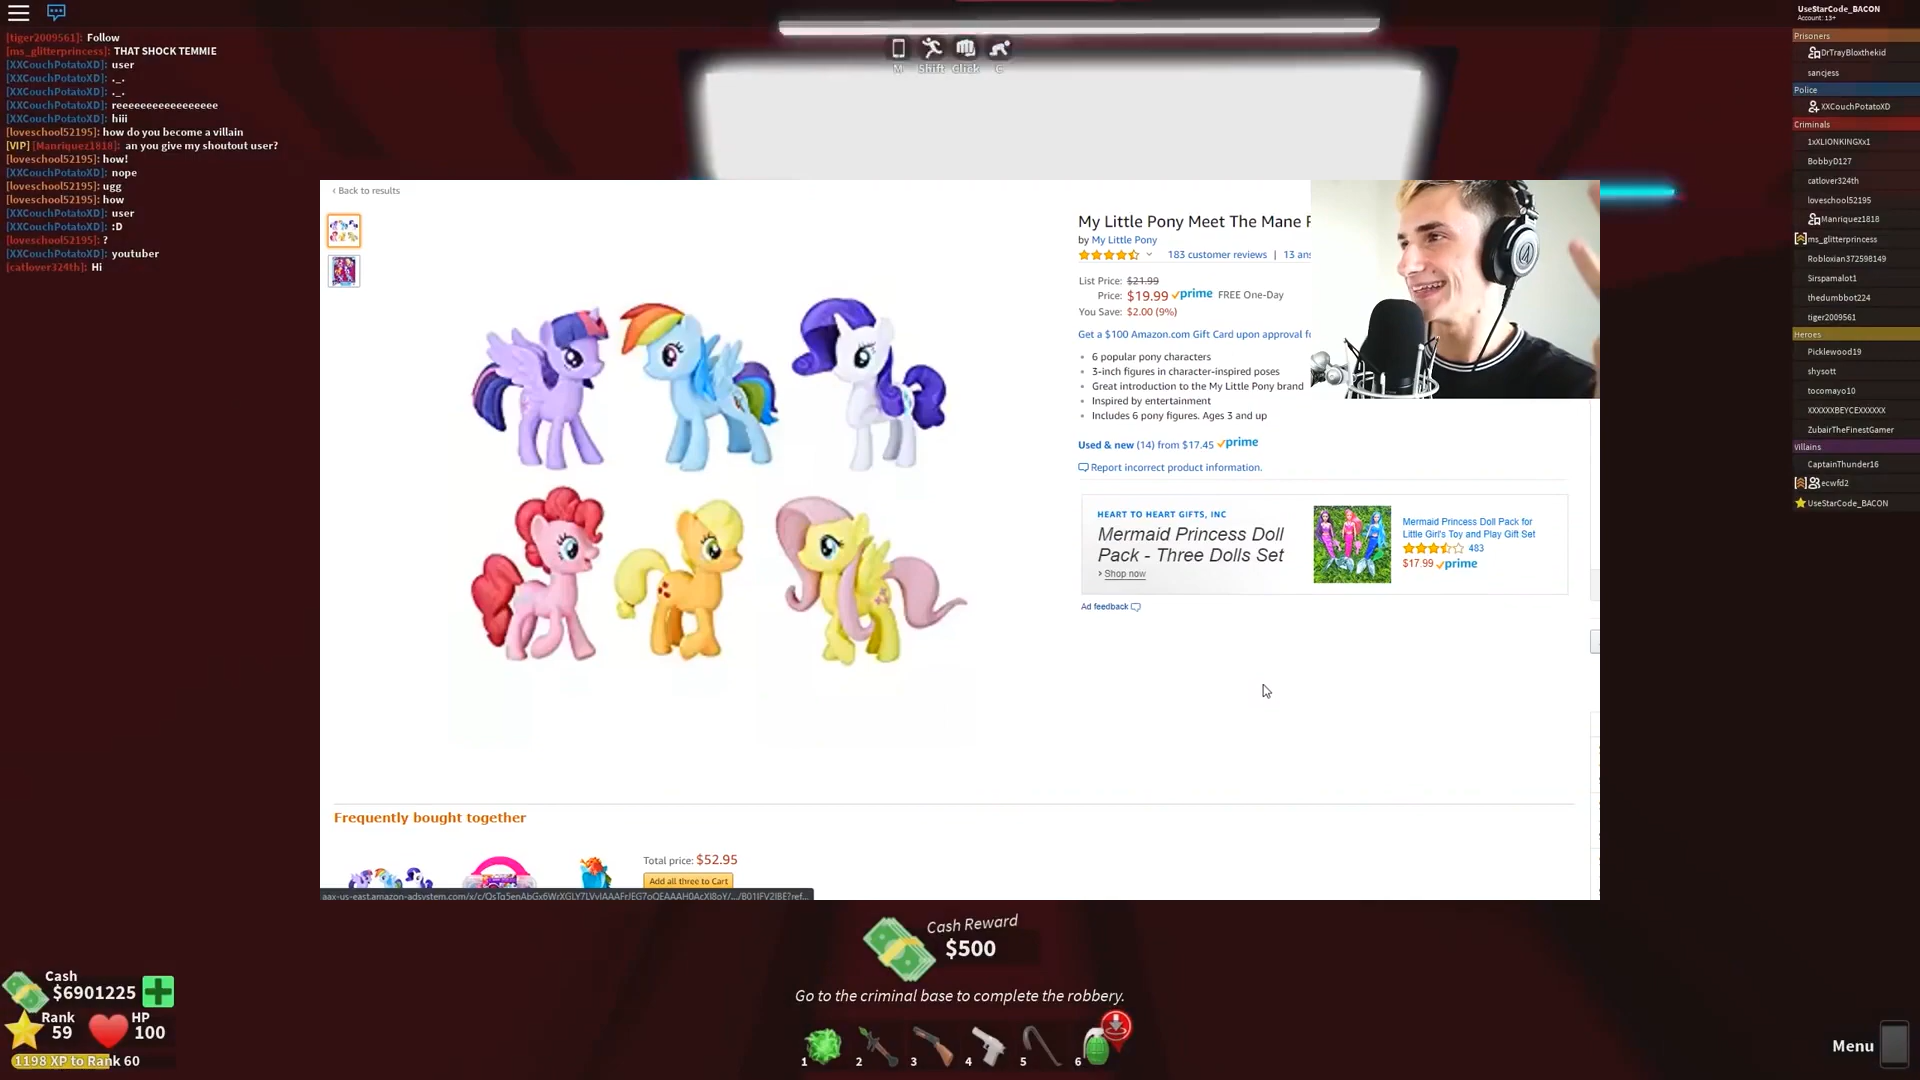 [tiger2009561]: Follow
[ms_glitterprincess]: THAT SHOCK TEMMIE
[XXCouchPotatoXD]: user
[XXCouchPotatoXD]: ._.
[XXCouchPotatoXD]: ._.
[XXCouchPotatoXD]: reeeeeeeeeeeeeeee
[XXCouchPotatoXD]: hiii
[loveschool52195]: how do you become a villain
[VIP] [Manriquez1818]: an you give my shoutout user?
[loveschool52195]: how!
[XXCouchPotatoXD]: nope
[loveschool52195]: ugg
[loveschool52195]: how
[XXCouchPotatoXD]: user
[XXCouchPotatoXD]: :D
[loveschool52195]: ?
[XXCouchPotatoXD]: youtuber
[catlover324th]: Hi
M Shift Click C
UseStarCode_BACON
Account: 13+
Prisoners
DrTrayBloxthekid
sancjess
Police
XXCouchPotatoXD
Criminals
1xXLIONKINGXx1
BobbyD127
catlover324th
loveschool52195
Manriquez1818
ms_glitterprincess
Robloxian372598149
Sirspamalot1
thedumbbot224
tiger2009561
Heroes
Picklewood19
shysott
tocomayo10
XXXXXXBEYCEXXXXXX
ZubairTheFinestGamer
Villains
CaptainThunder16
ecwfd2
UseStarCode_BACON
‹ Back to results
My Little Pony Meet The Mane
by My Little Pony
183 customer reviews | 13 ans
List Price: $21.99
Price: $19.99 prime FREE One-Day
You Save: $2.00 (9%)
Get a $100 Amazon.com Gift Card upon approval fo
• 6 popular pony characters
• 3-inch figures in character-inspired poses
• Great introduction to the My Little Pony brand
• Inspired by entertainment
• Includes 6 pony figures. Ages 3 and up
Used & new (14) from $17.45 prime
Report incorrect product information.
HEART TO HEART GIFTS, INC
Mermaid Princess Doll
Pack - Three Dolls Set
› Shop now
Mermaid Princess Doll Pack for
Little Girl's Toy and Play Gift Set
483
$17.99 prime
Ad feedback
Frequently bought together
Total price: $52.95
Add all three to Cart
Cash Reward
$500
Go to the criminal base to complete the robbery.
1 2 3 4 5 6
Cash
$6901225
Rank
59
HP
100
1198 XP to Rank 60
Menu